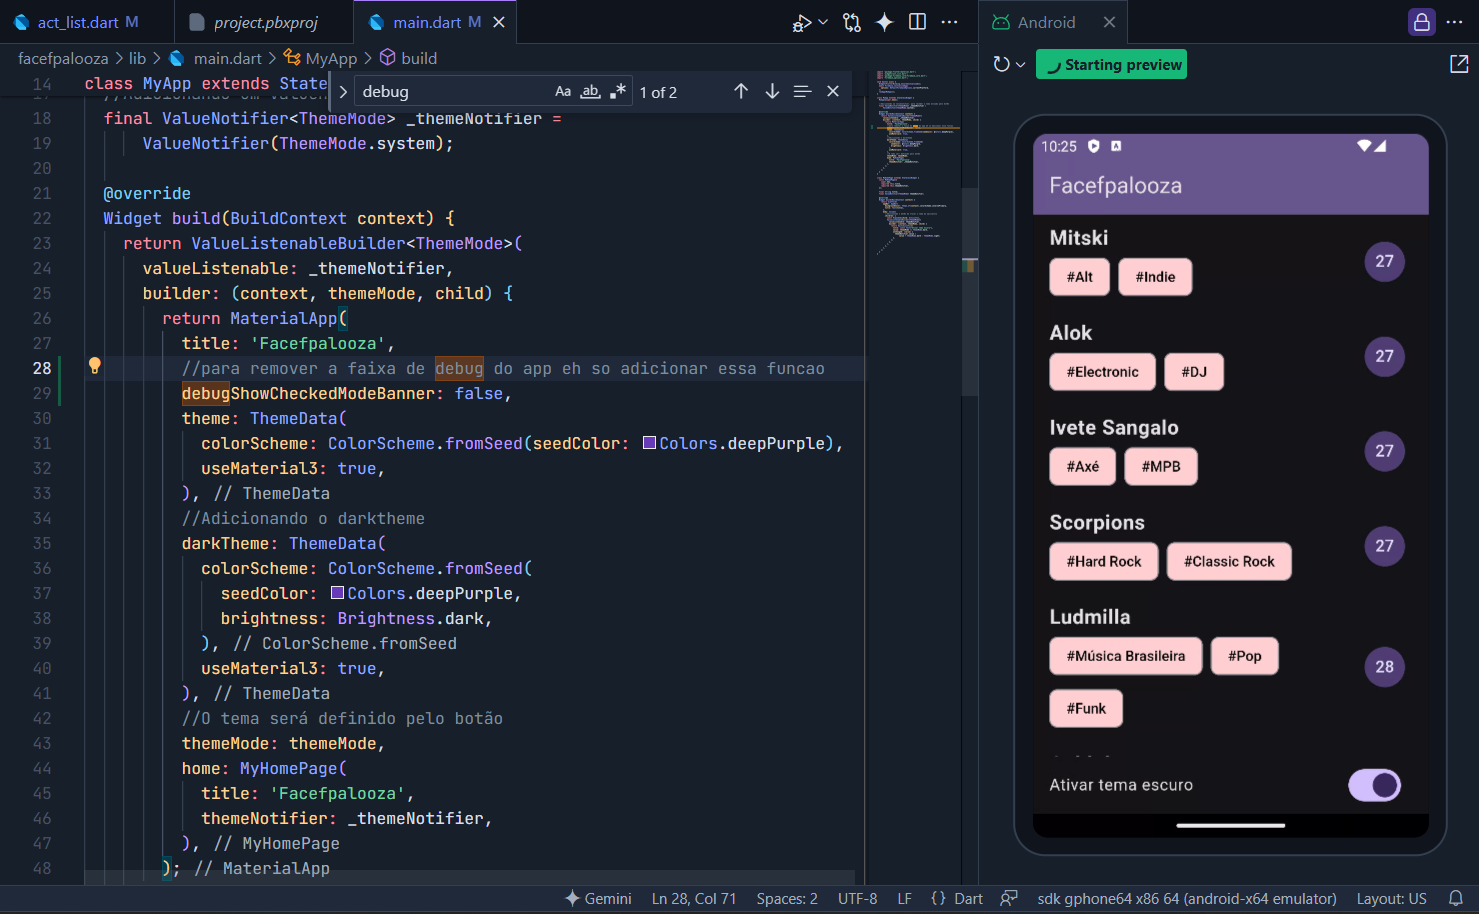 act_list.dart M
project.pbxproj
main.dart M
Android
facefpalooza > lib > main.dart > MyApp > build
Starting preview
14 class MyApp extends State
debug
Aa ab
1 of 2
18 final ValueNotifier<ThemeMode> _themeNotifier =
19 ValueNotifier(ThemeMode.system);
20
21 @override
22 Widget build(BuildContext context) {
23 return ValueListenableBuilder<ThemeMode>(
24 valueListenable: _themeNotifier,
25 builder: (context, themeMode, child) {
26 return MaterialApp(
27 title: 'Facefpalooza',
28 //para remover a faixa de debug do app eh so adicionar essa funcao
29 debugShowCheckedModeBanner: false,
30 theme: ThemeData(
31 colorScheme: ColorScheme.fromSeed(seedColor: Colors.deepPurple),
32 useMaterial3: true,
33 ), // ThemeData
34 //Adicionando o darktheme
35 darkTheme: ThemeData(
36 colorScheme: ColorScheme.fromSeed(
37 seedColor: Colors.deepPurple,
38 brightness: Brightness.dark,
39 ), // ColorScheme.fromSeed
40 useMaterial3: true,
41 ), // ThemeData
42 //O tema será definido pelo botão
43 themeMode: themeMode,
44 home: MyHomePage(
45 title: 'Facefpalooza',
46 themeNotifier: _themeNotifier,
47 ), // MyHomePage
48 ); // MaterialApp
10:25
Facefpalooza
Mitski
27
#Alt #Indie
Alok
27
#Electronic #DJ
Ivete Sangalo
27
#Axé #MPB
Scorpions
27
#Hard Rock #Classic Rock
Ludmilla
#Música Brasileira #Pop
28
#Funk
Ativar tema escuro
Gemini Ln 28, Col 71 Spaces: 2 UTF-8 LF {} Dart sdk gphone64 x86 64 (android-x64 emulator) Layout: US